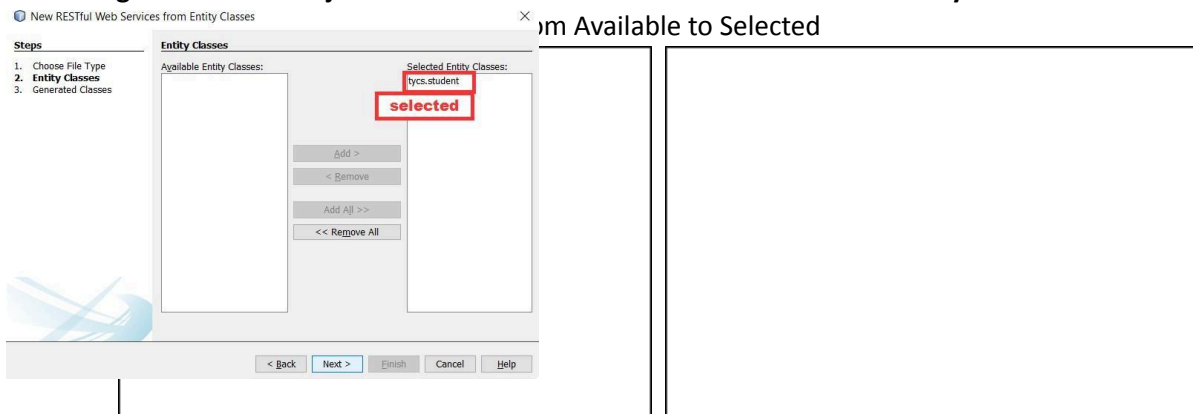 New RESTful Web Services from Entity Classes
om Available to Selected
Steps
1. Choose File Type
2. Entity Classes
3. Generated Classes
Entity Classes
Available Entity Classes:
Selected Entity Classes:
tycs.student
selected
Add >
< Remove
Add All >>
<< Remove All
< Back Next > Finish Cancel Help